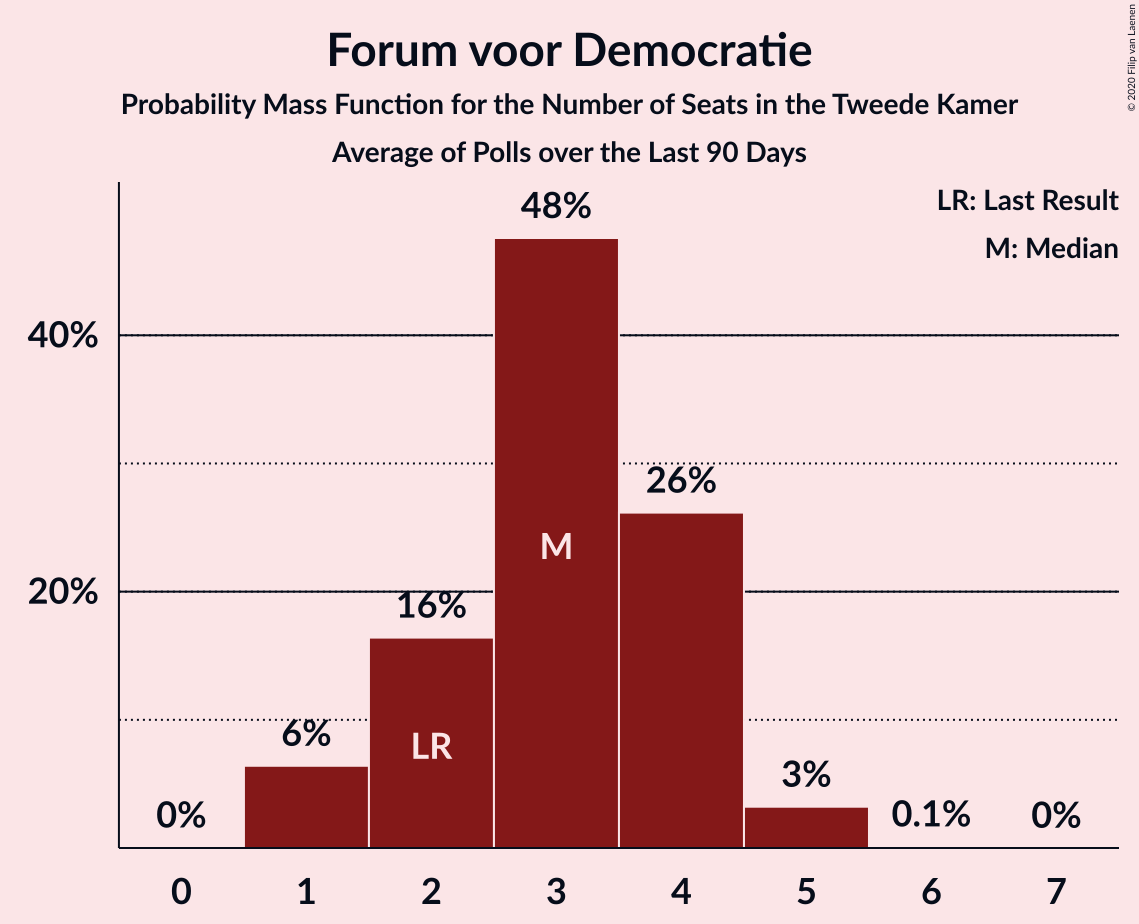 Forum voor Democratie
Probability Mass Function for the Number of Seats in the Tweede Kamer
Average of Polls over the Last 90 Days
© 2020 Filip van Laenen
LR: Last Result
M: Median
48%
40%
26%
M
20%
16%
6%
LR
3%
0%
0.1%
0%
0 1 2 3 4 5 6 7